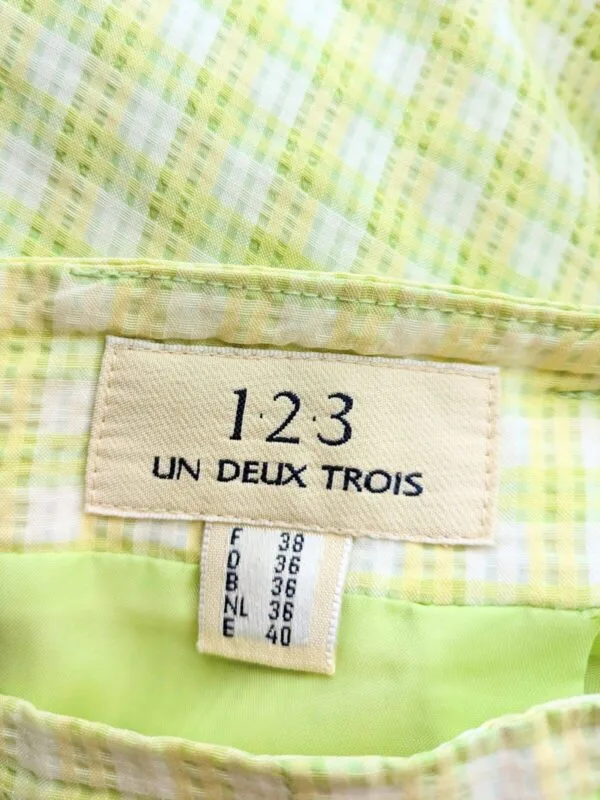 1·2·3
UN DEUX TROIS
F 38
D 36
B 36
NL 36
E 40